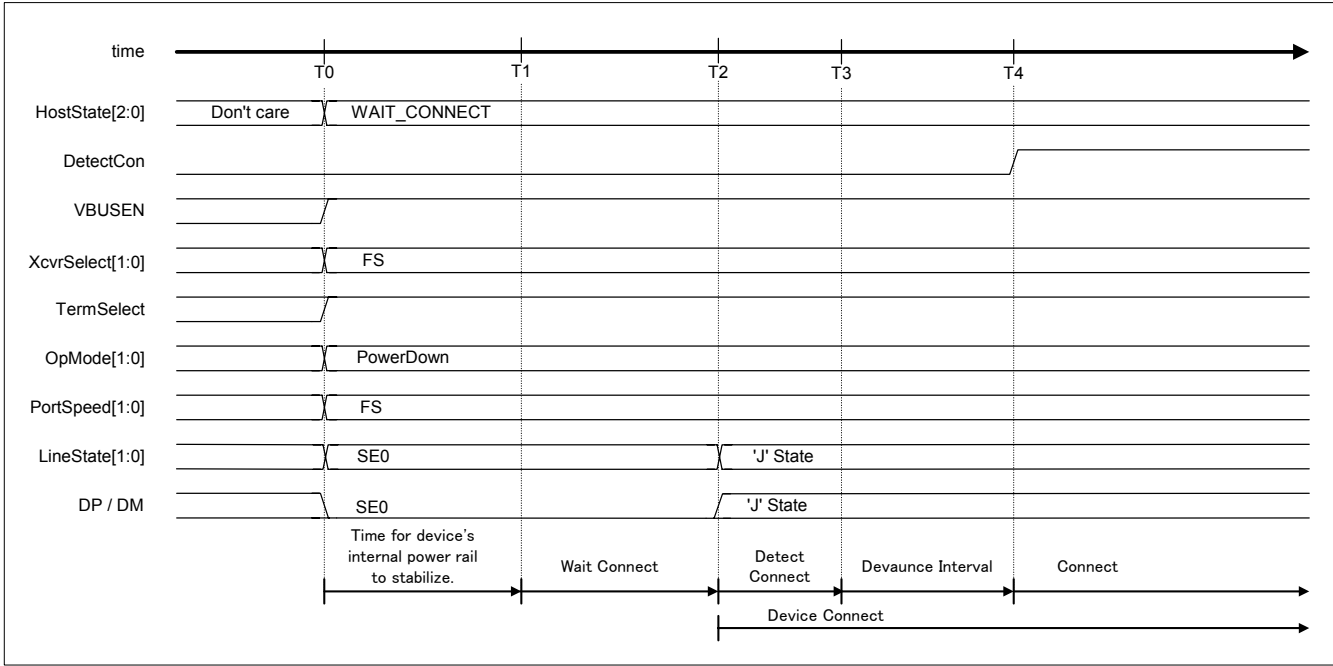 time
T0 T1 T2 T3 T4
HostState[2:0] Don't care WAIT_CONNECT
DetectCon
VBUSEN
XcvrSelect[1:0] FS
TermSelect
OpMode[1:0] PowerDown
PortSpeed[1:0] FS
LineState[1:0] SE0 'J' State
DP / DM SE0 'J' State
Time for device's
internal power rail
to stabilize.
Wait Connect
Detect
Connect
Devaunce Interval
Connect
Device Connect